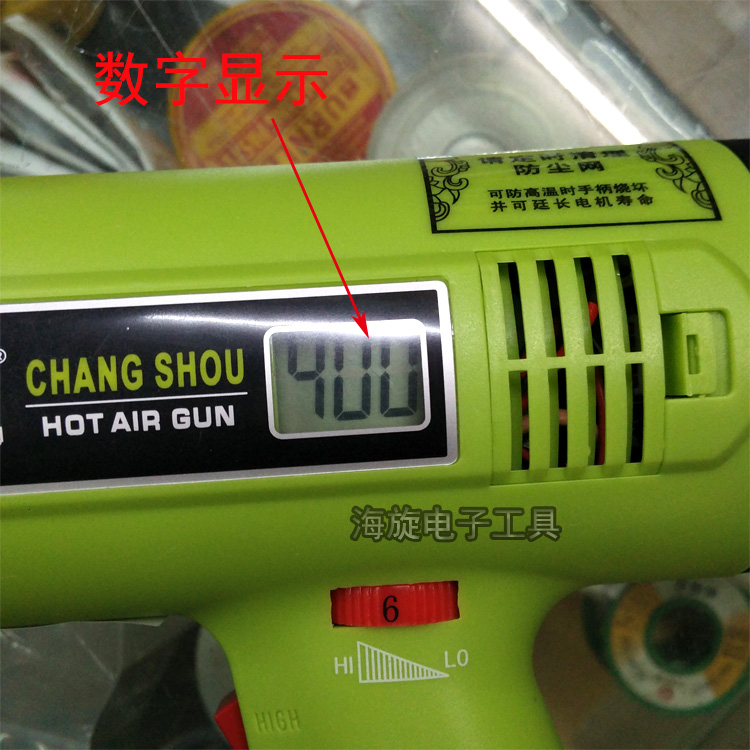 数字显示
请定时清理
防尘网
可防高温时手柄烧坏
并可延长电机寿命
®
CHANG SHOU
HOT AIR GUN
400
海旋电子工具
6
HI LO
HIGH